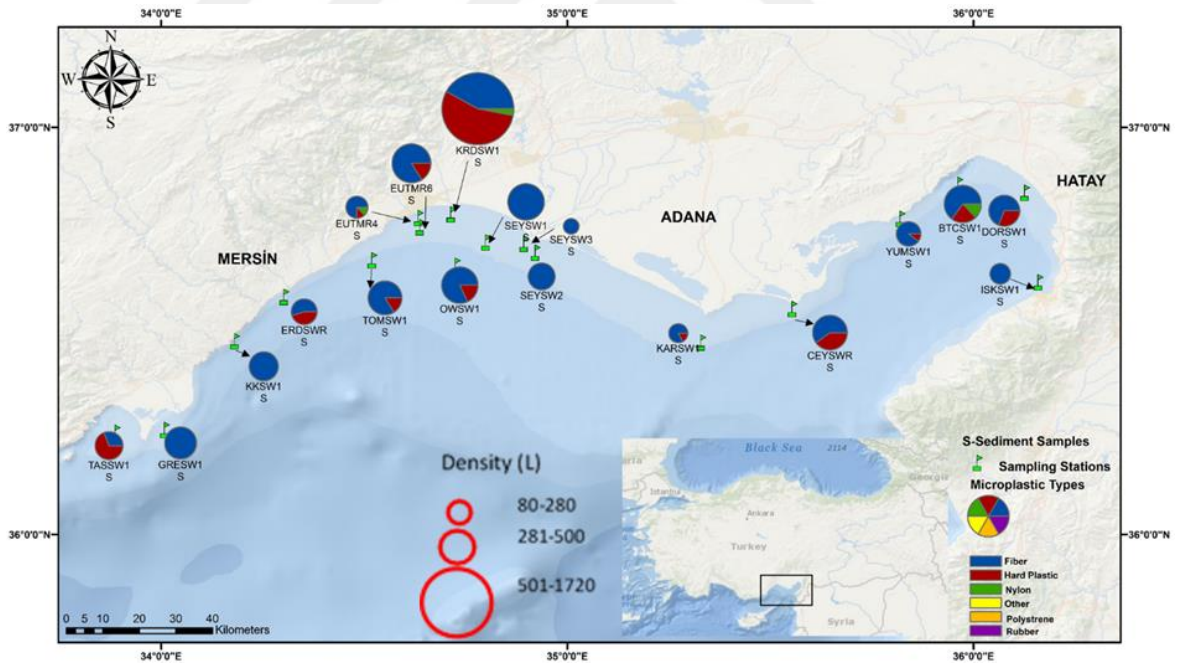 34°0'0"E 35°0'0"E 36°0'0"E
N
W E
S
37°0'0"N 37°0'0"N
KRDSW1
S
EUTMR6
S
EUTMR4
S
SEYSW1
S
SEYSW3
S
ADANA
HATAY
BTCSW1
S
DORSW1
S
YUMSW1
S
MERSİN
SEYSW2
S
ISKSW1
S
OWSW1
S
TOMSW1
S
ERDSWR
S
KARSW1
S
CEYSWR
S
KKSW1
S
TASSW1
S
GRESW1
S
Density (L)
80-280
281-500
501-1720
Black Sea 2114
Georgia
Istanbul
Ankara
Turkey
Syria
S-Sediment Samples
Sampling Stations
Microplastic Types
Fiber
Hard Plastic
Nylon
Other
Polystrene
Rubber
36°0'0"N 36°0'0"N
0 5 10 20 30 40
Kilometers
34°0'0"E 35°0'0"E 36°0'0"E